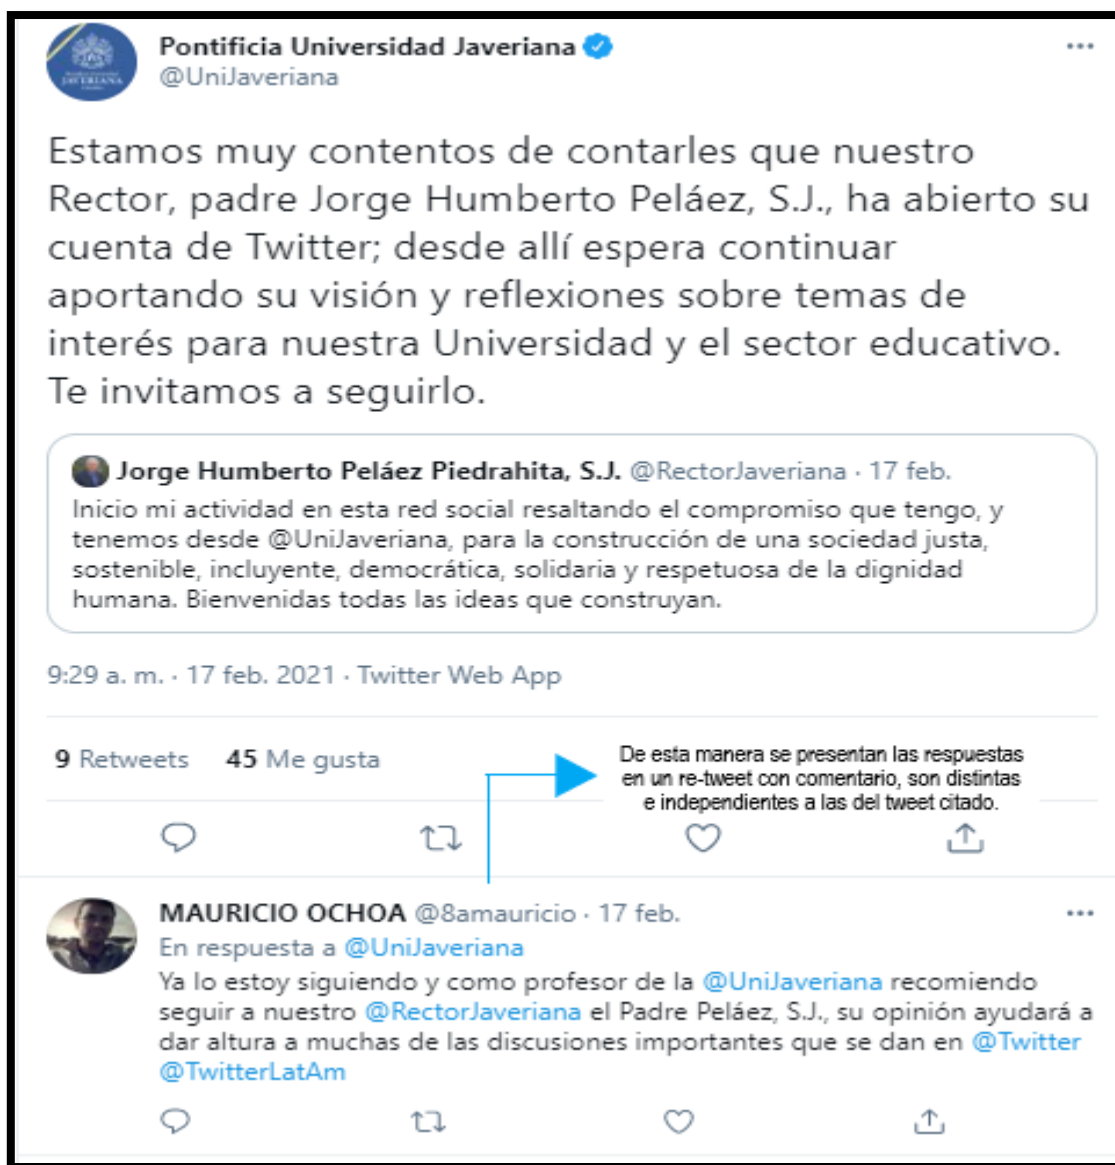 Pontificia Universidad Javeriana
@UniJaveriana
Estamos muy contentos de contarles que nuestro
Rector, padre Jorge Humberto Peláez, S.J., ha abierto su
cuenta de Twitter; desde allí espera continuar
aportando su visión y reflexiones sobre temas de
interés para nuestra Universidad y el sector educativo.
Te invitamos a seguirlo.
Jorge Humberto Peláez Piedrahita, S.J. @RectorJaveriana · 17 feb.
Inicio mi actividad en esta red social resaltando el compromiso que tengo, y
tenemos desde @UniJaveriana, para la construcción de una sociedad justa,
sostenible, incluyente, democrática, solidaria y respetuosa de la dignidad
humana. Bienvenidas todas las ideas que construyan.
9:29 a. m. · 17 feb. 2021 · Twitter Web App
9 Retweets 45 Me gusta
De esta manera se presentan las respuestas
en un re-tweet con comentario, son distintas
e independientes a las del tweet citado.
MAURICIO OCHOA @8amauricio · 17 feb.
En respuesta a @UniJaveriana
Ya lo estoy siguiendo y como profesor de la @UniJaveriana recomiendo
seguir a nuestro @RectorJaveriana el Padre Peláez, S.J., su opinión ayudará a
dar altura a muchas de las discusiones importantes que se dan en @Twitter
@TwitterLatAm